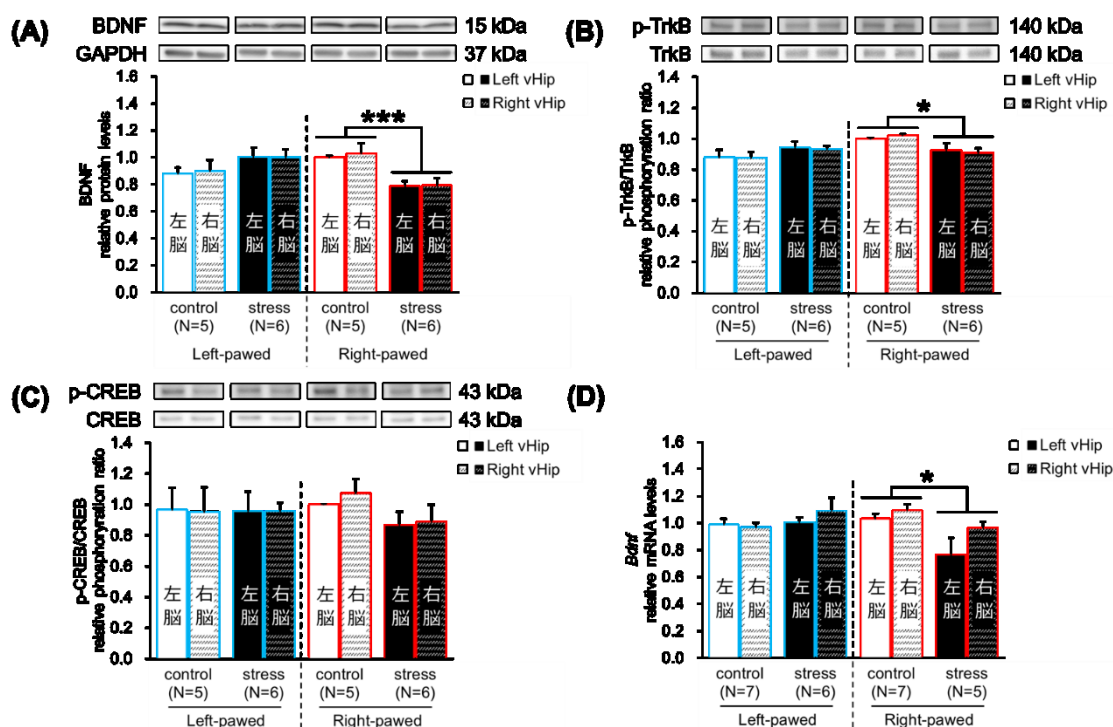 (A)
BDNF
15 kDa
GAPDH
37 kDa
Left vHip
Right vHip
BDNF
relative protein levels
1.4
1.2
1.0
0.8
0.6
0.4
0.2
0.0
***
左脳
右脳
左脳
右脳
左脳
右脳
左脳
右脳
control
(N=5)
stress
(N=6)
control
(N=5)
stress
(N=6)
Left-pawed
Right-pawed
(B)
p-TrkB
140 kDa
TrkB
140 kDa
Left vHip
Right vHip
p-TrkB/TrkB
relative phosphoryration ratio
1.4
1.2
1.0
0.8
0.6
0.4
0.2
0.0
*
左脳
右脳
左脳
右脳
左脳
右脳
左脳
右脳
control
(N=5)
stress
(N=6)
control
(N=5)
stress
(N=6)
Left-pawed
Right-pawed
(C)
p-CREB
43 kDa
CREB
43 kDa
Left vHip
Right vHip
p-CREB/CREB
relative phosphoryration ratio
1.4
1.2
1.0
0.8
0.6
0.4
0.2
0.0
左脳
右脳
左脳
右脳
左脳
右脳
左脳
右脳
control
(N=5)
stress
(N=6)
control
(N=5)
stress
(N=6)
Left-pawed
Right-pawed
(D)
Left vHip
Right vHip
Bdnf
relative mRNA levels
1.6
1.4
1.2
1.0
0.8
0.6
0.4
0.2
0.0
*
左脳
右脳
左脳
右脳
左脳
右脳
左脳
右脳
control
(N=7)
stress
(N=6)
control
(N=7)
stress
(N=5)
Left-pawed
Right-pawed